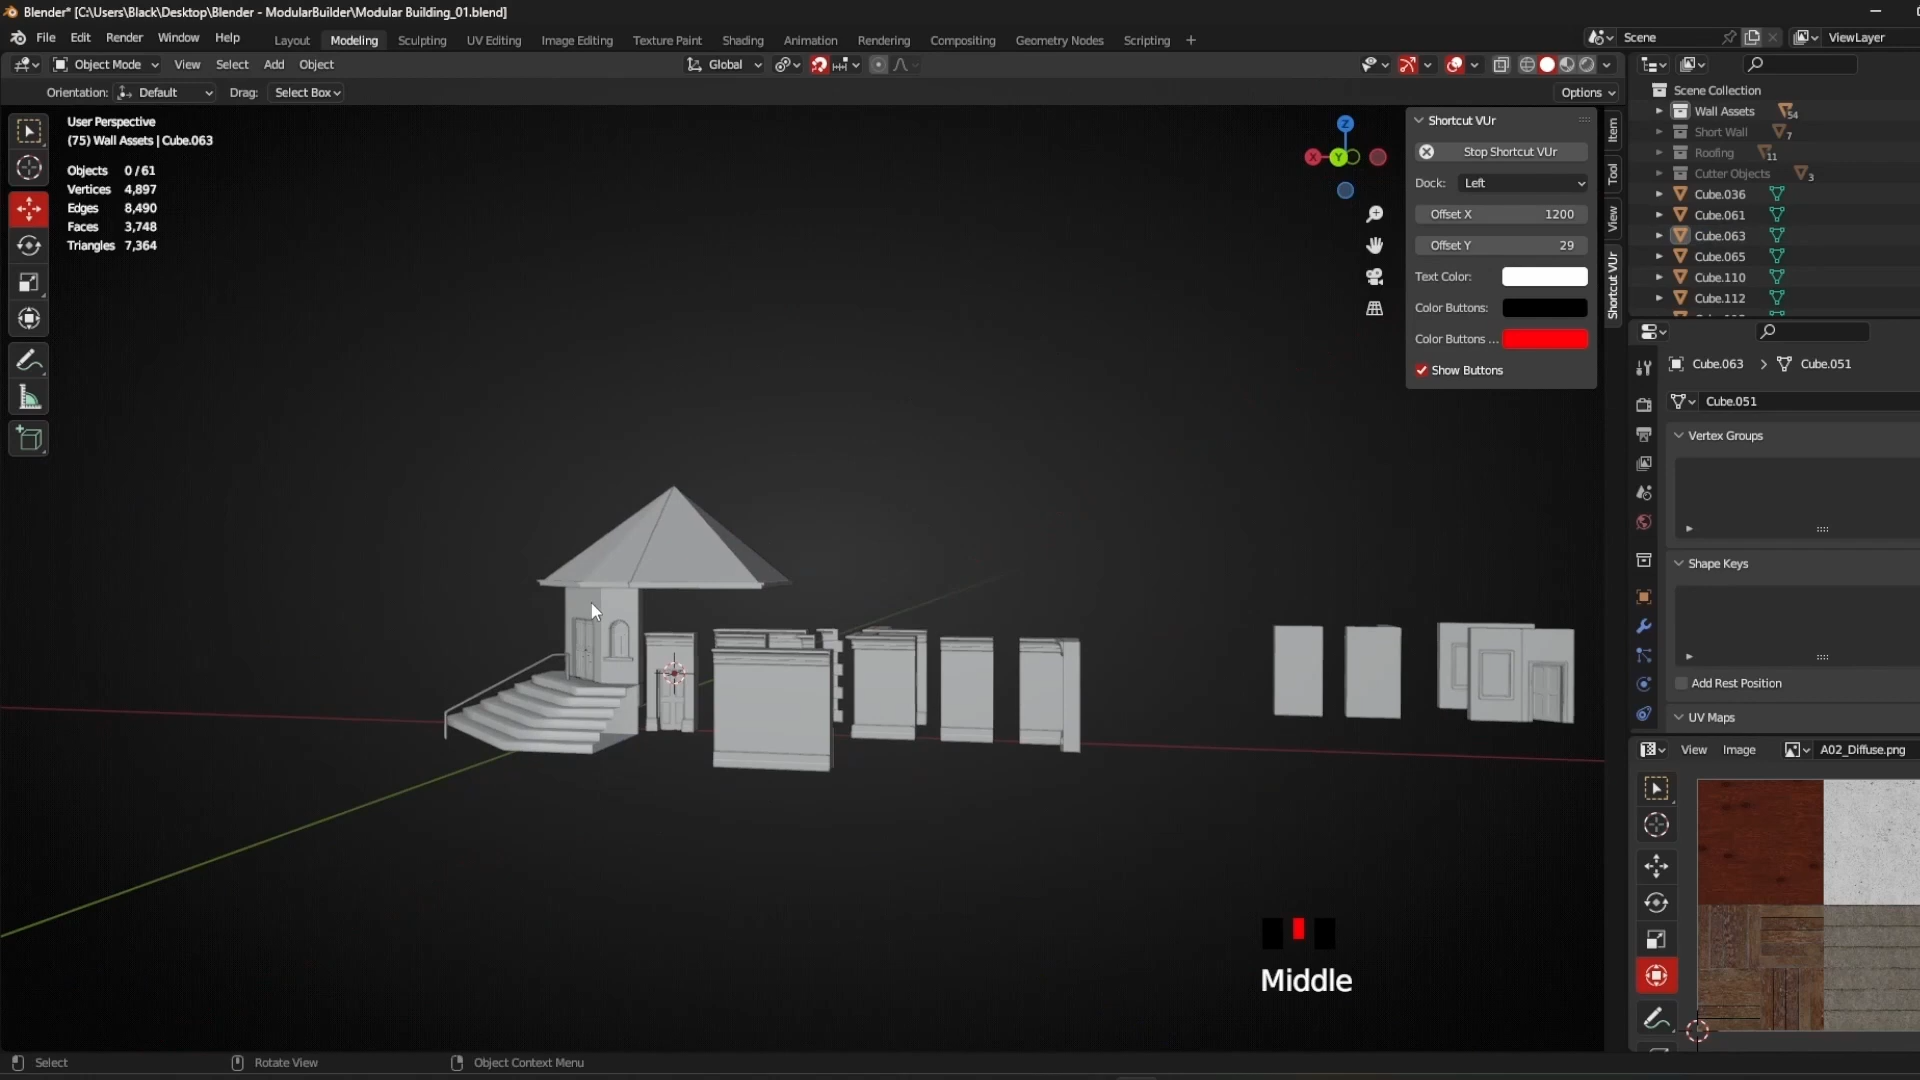 Blender* [C:\Users\Black\Desktop\Blender - ModularBuilder\Modular Building_01.blend]
File Edit Render Window Help
Layout Modeling Sculpting UV Editing Image Editing Texture Paint Shading Animation Rendering Compositing Geometry Nodes Scripting +
Scene ViewLayer
Object Mode View Select Add Object Global
Orientation: Default Drag: Select Box Options
User Perspective
(75) Wall Assets | Cube.063
Objects 0 / 61
Vertices 4,897
Edges 8,490
Faces 3,748
Triangles 7,364
Z
X
Y
Shortcut VUr
Stop Shortcut VUr
Dock: Left
Offset X 1200
Offset Y 29
Text Color:
Color Buttons:
Color Buttons ...
Show Buttons
Item
Tool
View
Shortcut VUr
Scene Collection
Wall Assets 54
Short Wall 7
Roofing 11
Cutter Objects 3
Cube.036
Cube.061
Cube.063
Cube.065
Cube.110
Cube.112
Cube.063 > Cube.051
Cube.051
Vertex Groups
Shape Keys
Add Rest Position
UV Maps
View Image A02_Diffuse.png
Middle
Select Rotate View Object Context Menu